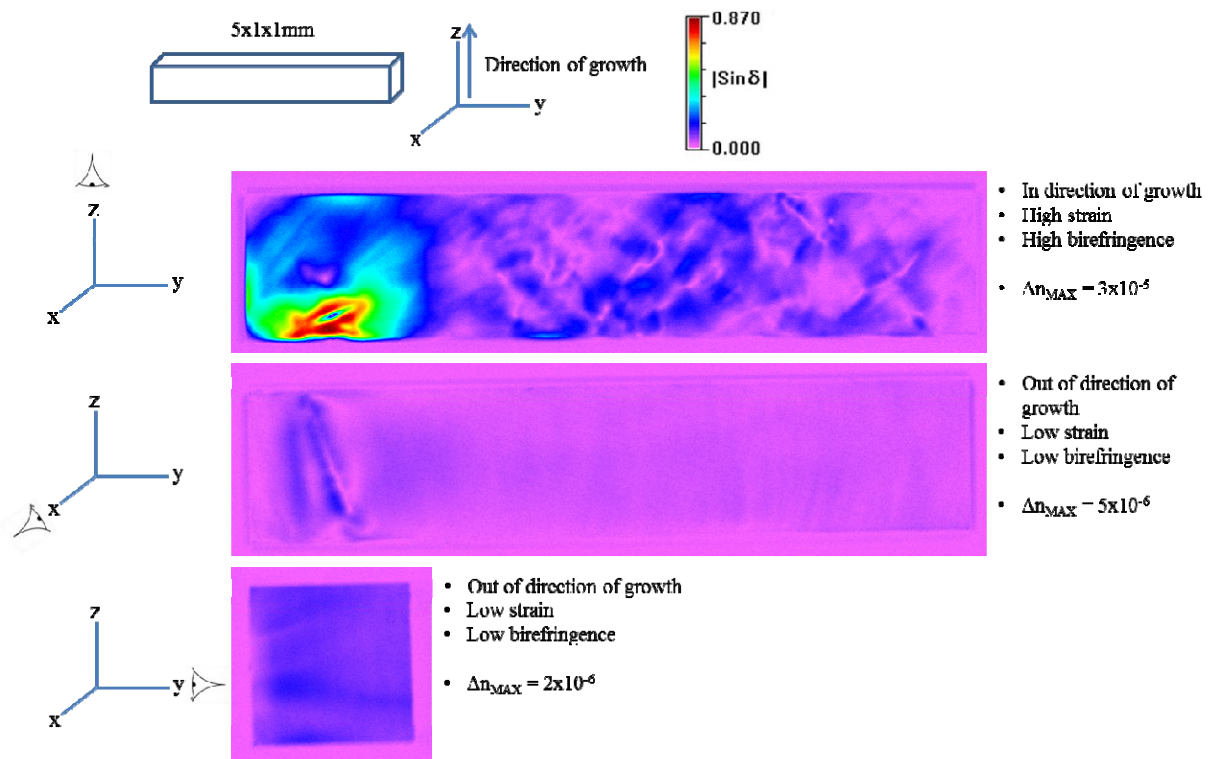 5x1x1mm
z
Direction of growth
y
x
0.870
|Sin δ|
0.000
z
y
x
• In direction of growth
• High strain
• High birefringence
• Δn_MAX = 3x10⁻⁵
z
y
x
• Out of direction of
growth
• Low strain
• Low birefringence
• Δn_MAX = 5x10⁻⁶
z
y
x
• Out of direction of growth
• Low strain
• Low birefringence
• Δn_MAX = 2x10⁻⁶